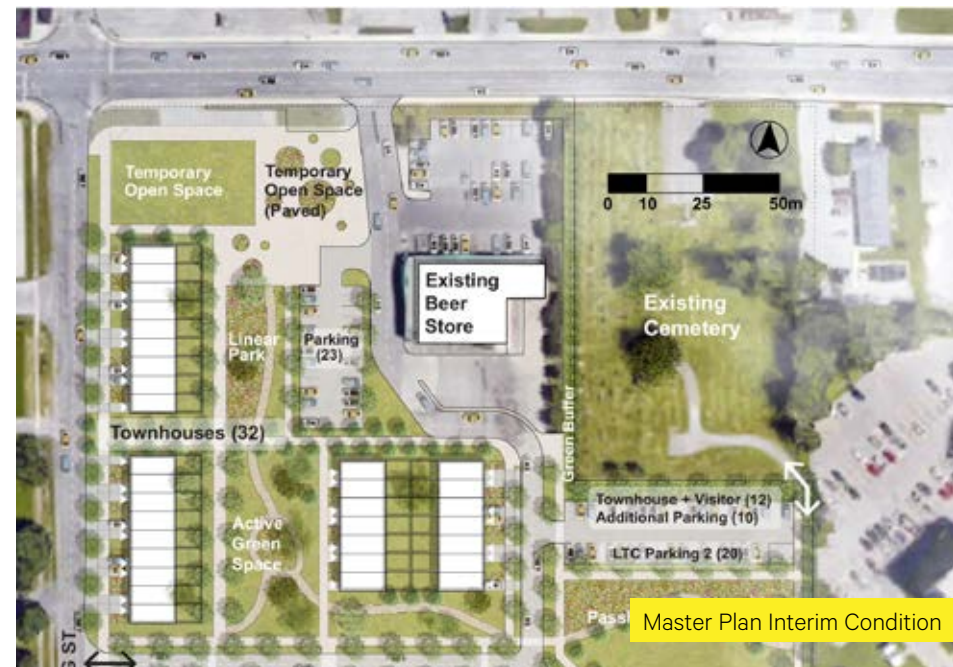 Temporary
Open Space
Temporary
Open Space
(Paved)
0 10 25 50m
Existing
Beer
Store
Existing
Cemetery
Linear
Park
Parking
(23)
Green Buffer
Townhouses (32)
Active
Green
Space
Townhouse + Visitor (12)
Additional Parking (10)
LTC Parking 2 (20)
Master Plan Interim Condition
ST